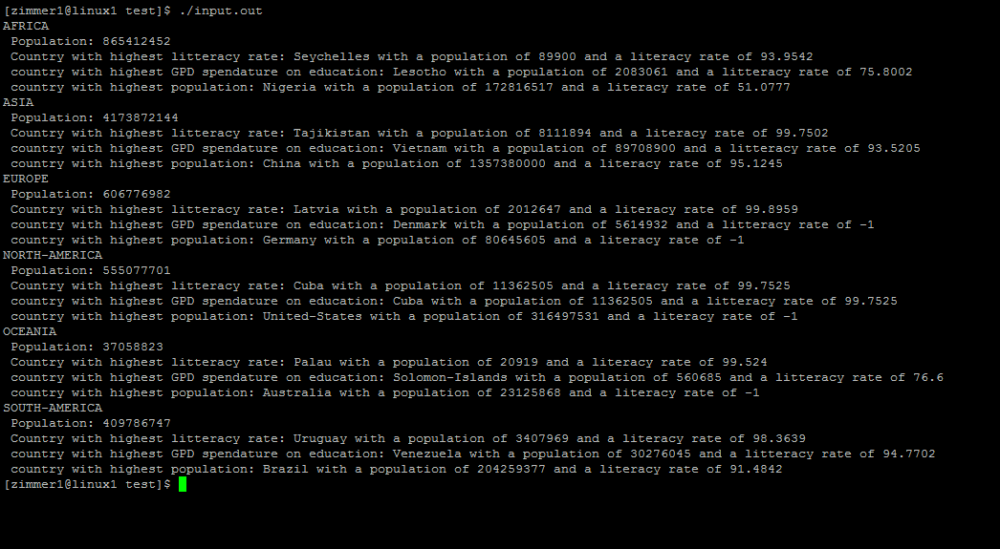 [zimmer1@linux1 test]$ ./input.out
AFRICA
Population: 865412452
Country with highest litteracy rate: Seychelles with a population of 89900 and a literacy rate of 93.9542
country with highest GPD spendature on education: Lesotho with a population of 2083061 and a litteracy rate of 75.8002
country with highest population: Nigeria with a population of 172816517 and a literacy rate of 51.0777
ASIA
Population: 4173872144
Country with highest litteracy rate: Tajikistan with a population of 8111894 and a literacy rate of 99.7502
country with highest GPD spendature on education: Vietnam with a population of 89708900 and a litteracy rate of 93.5205
country with highest population: China with a population of 1357380000 and a literacy rate of 95.1245
EUROPE
Population: 606776982
Country with highest litteracy rate: Latvia with a population of 2012647 and a literacy rate of 99.8959
country with highest GPD spendature on education: Denmark with a population of 5614932 and a litteracy rate of -1
country with highest population: Germany with a population of 80645605 and a literacy rate of -1
NORTH-AMERICA
Population: 555077701
Country with highest litteracy rate: Cuba with a population of 11362505 and a literacy rate of 99.7525
country with highest GPD spendature on education: Cuba with a population of 11362505 and a litteracy rate of 99.7525
country with highest population: United-States with a population of 316497531 and a literacy rate of -1
OCEANIA
Population: 37058823
Country with highest litteracy rate: Palau with a population of 20919 and a literacy rate of 99.524
country with highest GPD spendature on education: Solomon-Islands with a population of 560685 and a litteracy rate of 76.6
country with highest population: Australia with a population of 23125868 and a literacy rate of -1
SOUTH-AMERICA
Population: 409786747
Country with highest litteracy rate: Uruguay with a population of 3407969 and a literacy rate of 98.3639
country with highest GPD spendature on education: Venezuela with a population of 30276045 and a litteracy rate of 94.7702
country with highest population: Brazil with a population of 204259377 and a literacy rate of 91.4842
[zimmer1@linux1 test]$